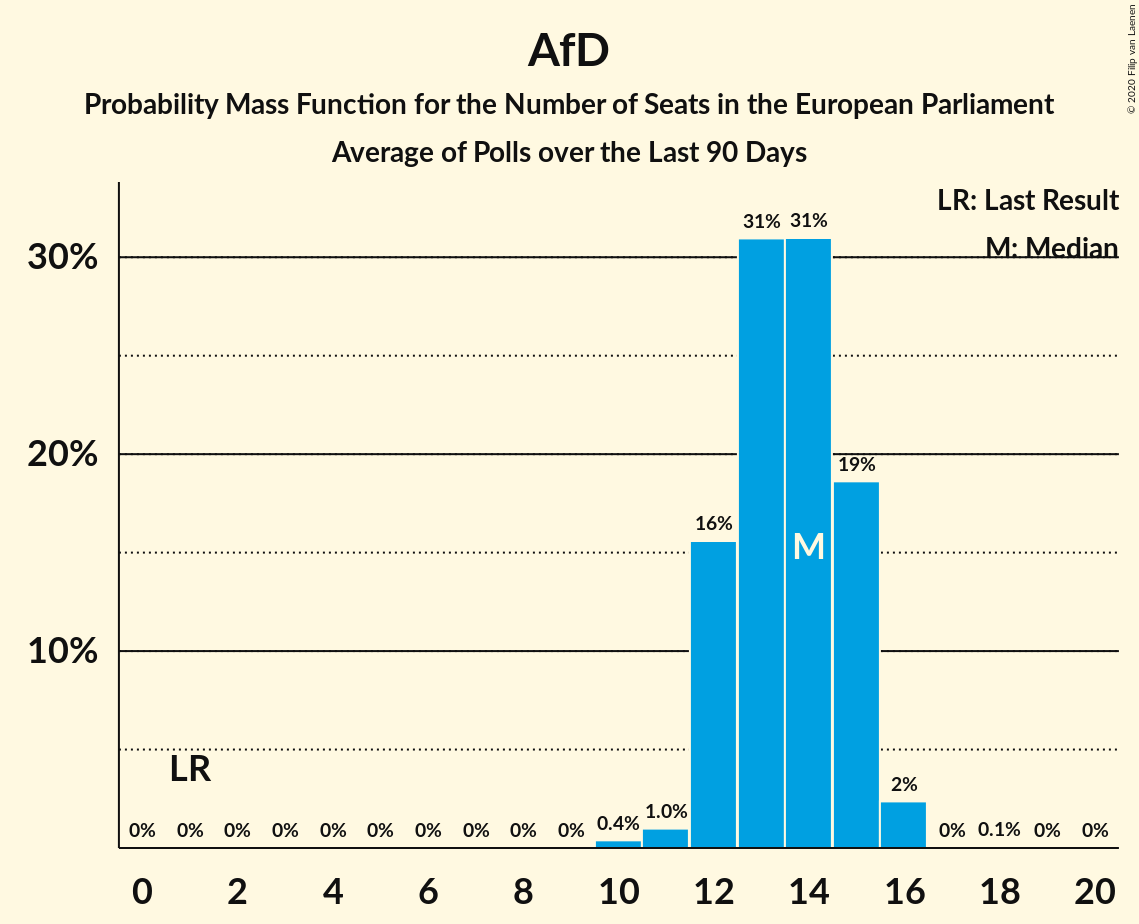 AfD
Probability Mass Function for the Number of Seats in the European Parliament
Average of Polls over the Last 90 Days
© 2020 Filip van Laenen
LR: Last Result
M: Median
30%
20%
10%
31% 31%
19%
16%
M
LR
0% 0% 0% 0% 0% 0% 0% 0% 0% 0% 0.4% 1.0% 2% 0% 0.1% 0% 0%
0 2 4 6 8 10 12 14 16 18 20